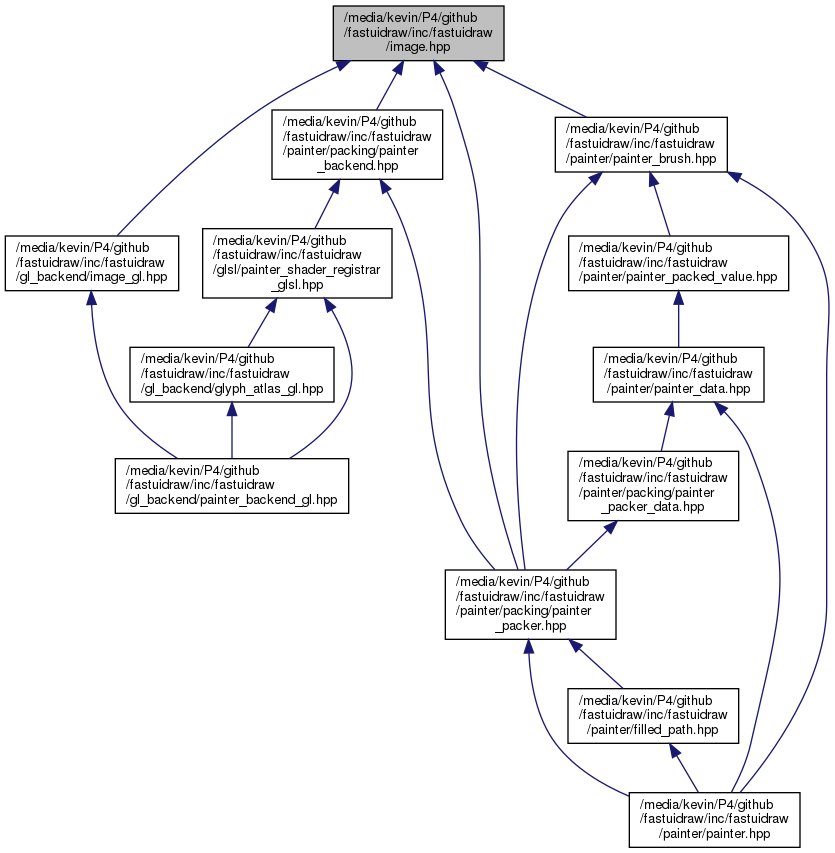 /media/kevin/P4/github
/fastuidraw/inc/fastuidraw
/image.hpp
/media/kevin/P4/github
/fastuidraw/inc/fastuidraw
/painter/packing/painter
_backend.hpp
/media/kevin/P4/github
/fastuidraw/inc/fastuidraw
/painter/painter_brush.hpp
/media/kevin/P4/github
/fastuidraw/inc/fastuidraw
/gl_backend/image_gl.hpp
/media/kevin/P4/github
/fastuidraw/inc/fastuidraw
/glsl/painter_shader_registrar
_glsl.hpp
/media/kevin/P4/github
/fastuidraw/inc/fastuidraw
/painter/painter_packed_value.hpp
/media/kevin/P4/github
/fastuidraw/inc/fastuidraw
/gl_backend/glyph_atlas_gl.hpp
/media/kevin/P4/github
/fastuidraw/inc/fastuidraw
/painter/painter_data.hpp
/media/kevin/P4/github
/fastuidraw/inc/fastuidraw
/gl_backend/painter_backend_gl.hpp
/media/kevin/P4/github
/fastuidraw/inc/fastuidraw
/painter/packing/painter
_packer_data.hpp
/media/kevin/P4/github
/fastuidraw/inc/fastuidraw
/painter/packing/painter
_packer.hpp
/media/kevin/P4/github
/fastuidraw/inc/fastuidraw
/painter/filled_path.hpp
/media/kevin/P4/github
/fastuidraw/inc/fastuidraw
/painter/painter.hpp